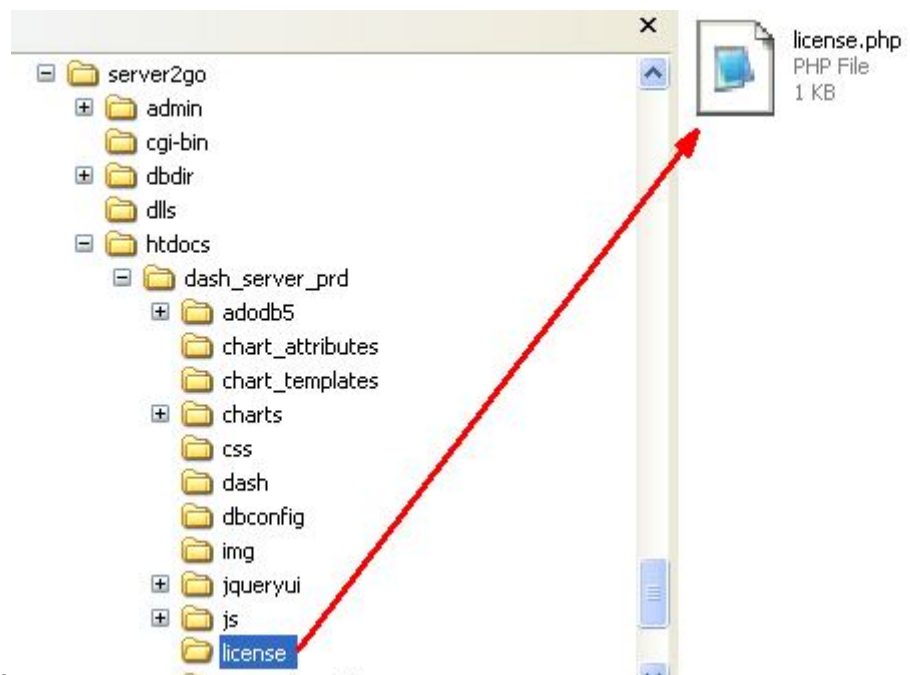 server2go
admin
cgi-bin
dbdir
dlls
htdocs
dash_server_prd
adodb5
chart_attributes
chart_templates
charts
css
dash
dbconfig
img
jqueryui
js
license
license.php
PHP File
1 KB